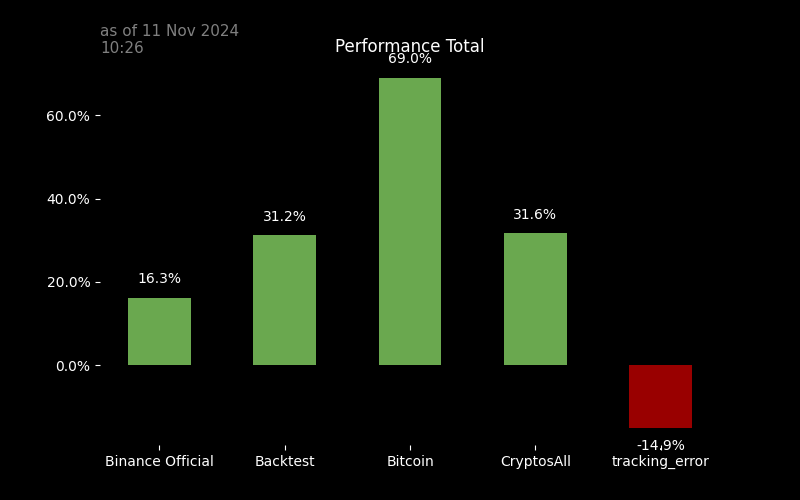 as of 11 Nov 2024
10:26
Performance Total
69.0%
60.0%
40.0%
31.2%
31.6%
20.0%
16.3%
0.0%
-14.9%
Binance Official
Backtest
Bitcoin
CryptosAll
tracking_error